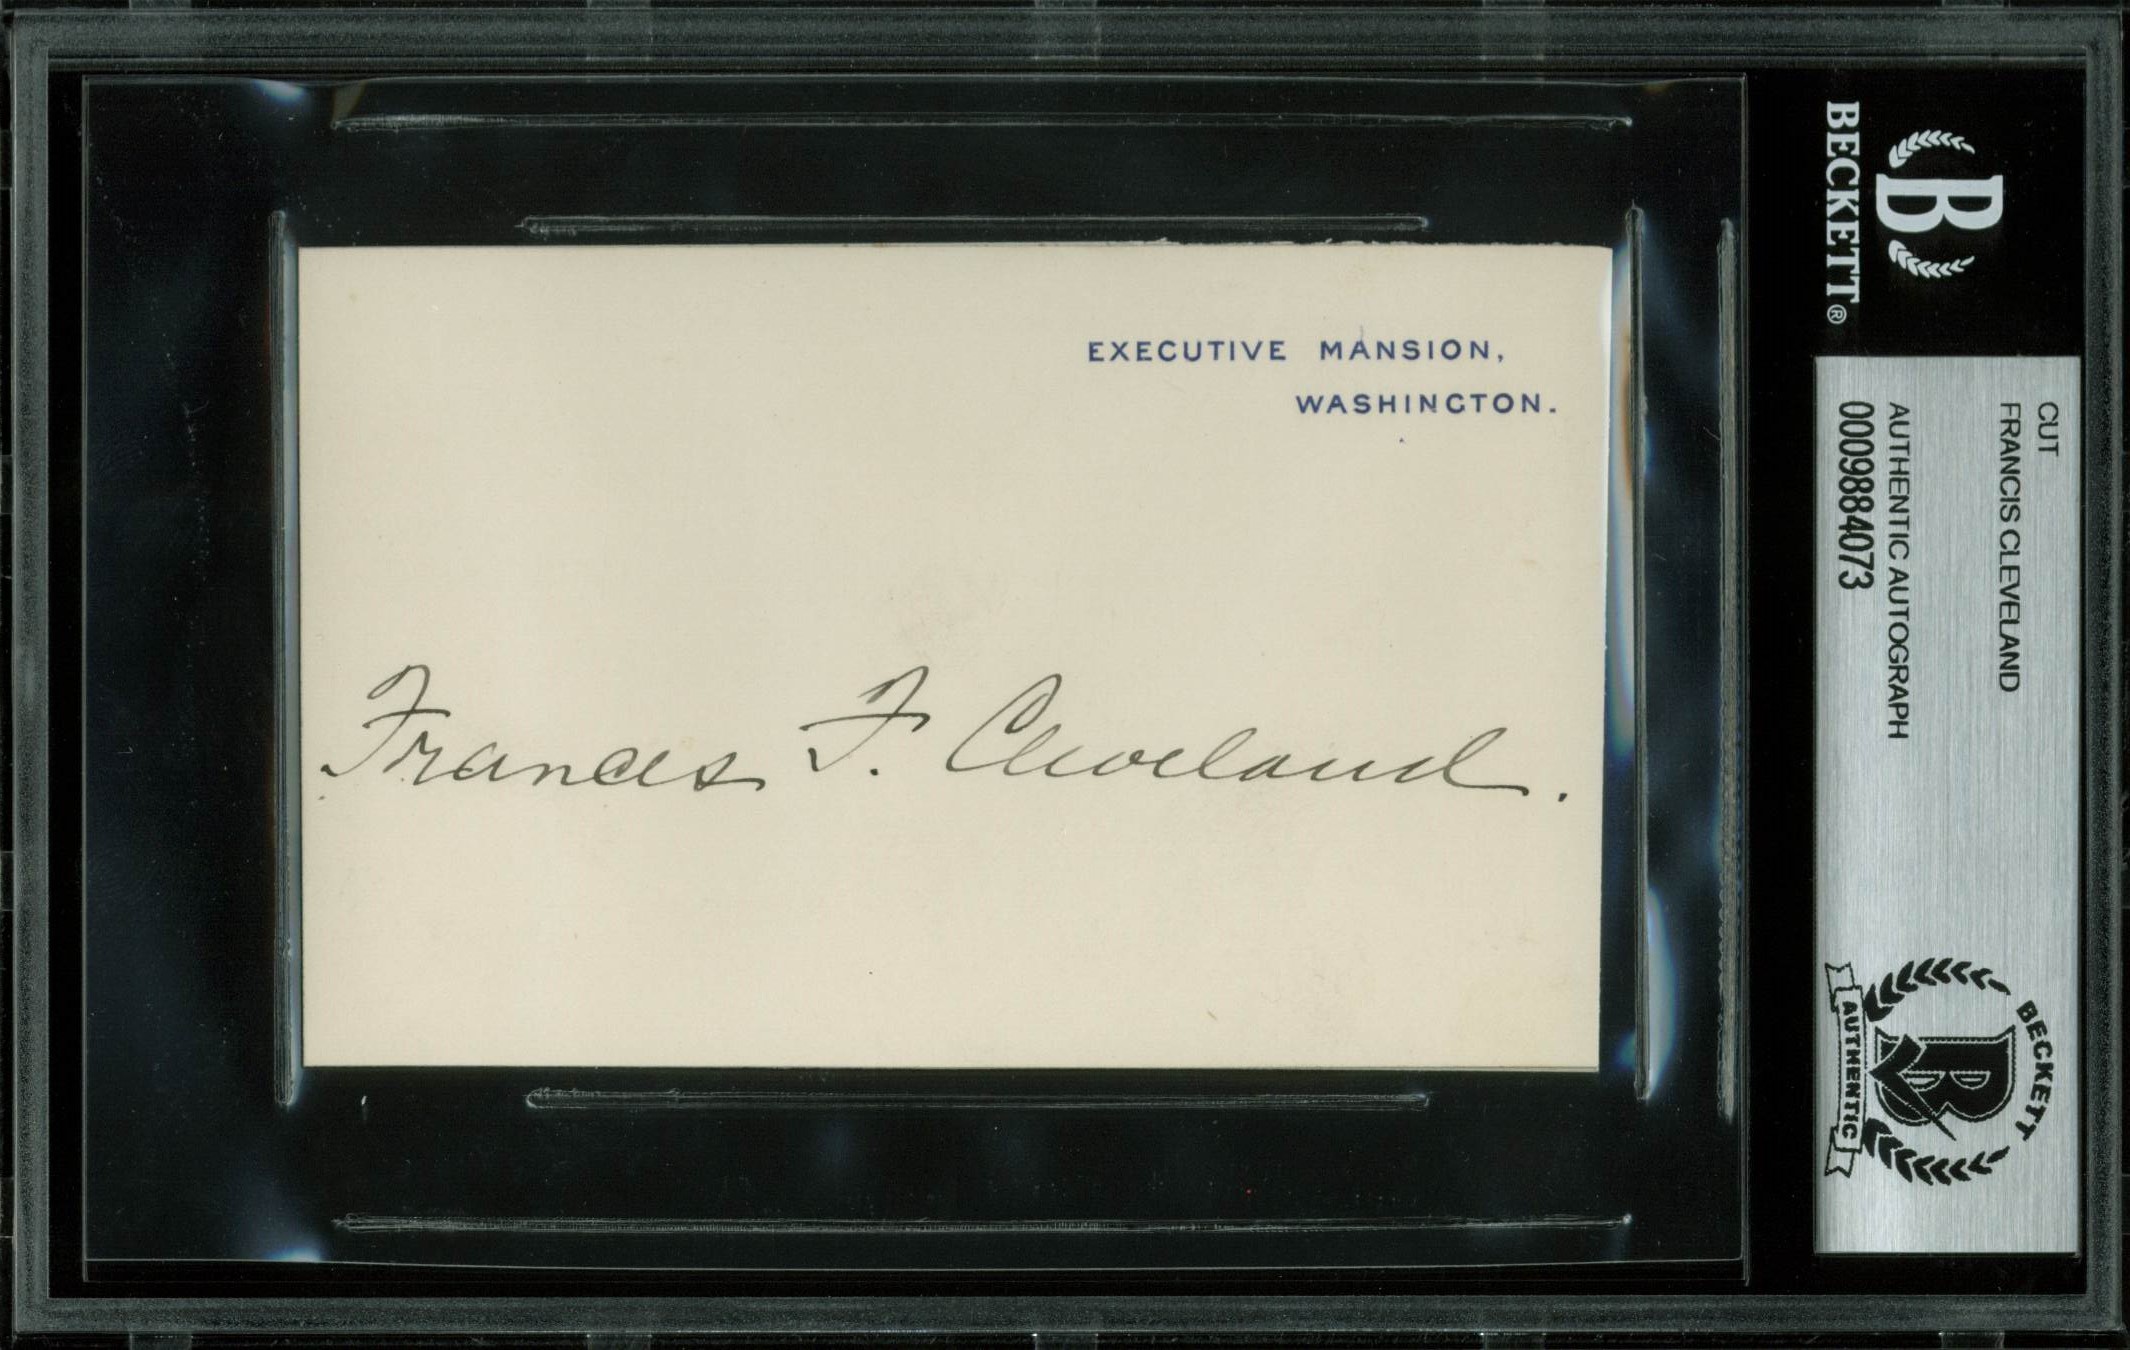 EXECUTIVE MANSION,
WASHINGTON.
Frances F. Cleveland.
BECKETT®
B
CUT
FRANCIS CLEVELAND
AUTHENTIC AUTOGRAPH
0009884073
BECKETT
B
AUTHENTIC